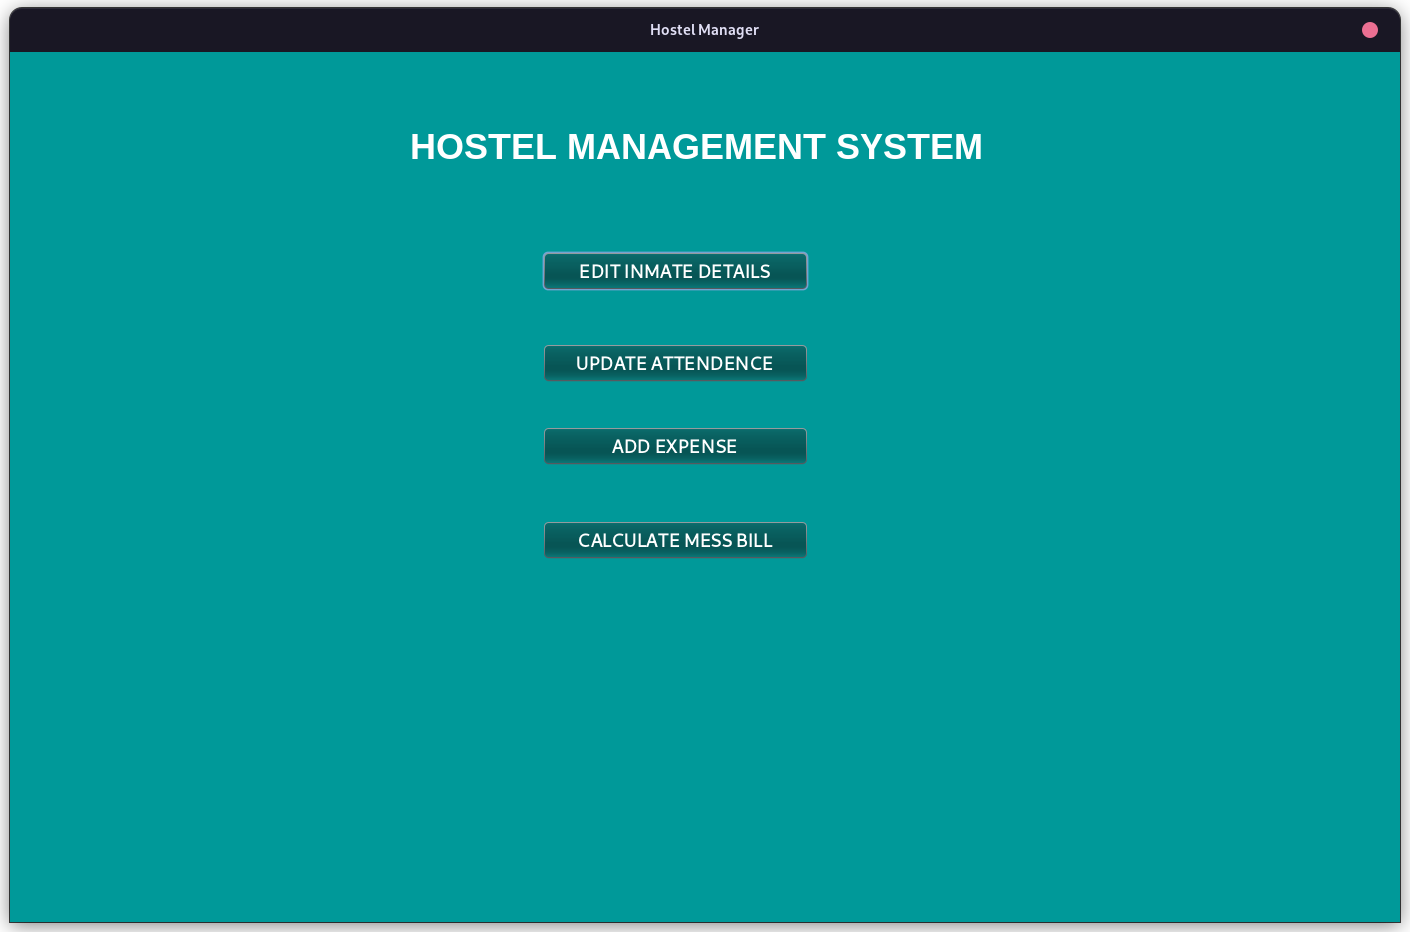 Hostel Manager
HOSTEL MANAGEMENT SYSTEM
EDIT INMATE DETAILS
UPDATE ATTENDENCE
ADD EXPENSE
CALCULATE MESS BILL